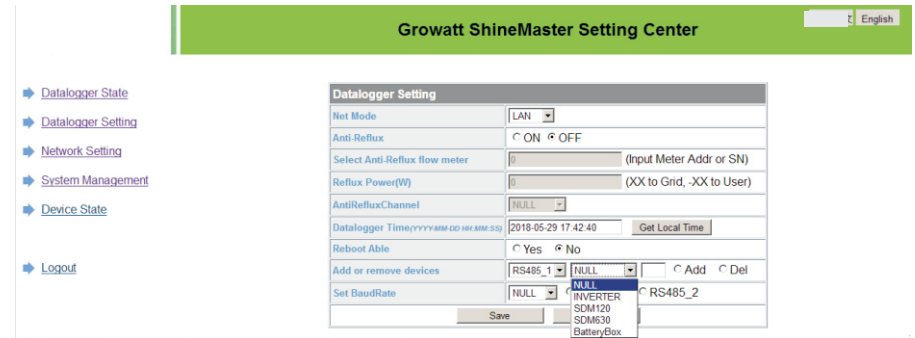 Growatt ShineMaster Setting Center
English
Datalogger State
Datalogger Setting
Network Setting
System Management
Device State
Logout
Datalogger Setting
Net Mode LAN
Anti-Reflux ON OFF
Select Anti-Reflux flow meter 0 (Input Meter Addr or SN)
Reflux Power(W) 0 (XX to Grid, -XX to User)
AntiRefluxChannel NULL
Datalogger Time(YYYY-MM-DD HH:MM:SS) 2018-05-29 17:42:40 Get Local Time
Reboot Able Yes No
Add or remove devices RS485_1 NULL Add Del
Set BaudRate NULL RS485_2
NULL
INVERTER
SDM120
SDM630
BatteryBox
Save